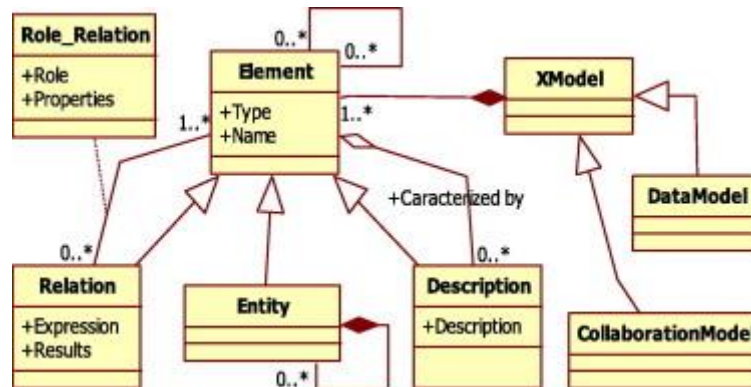 Role_Relation
+Role
+Properties
0..*
0..*
Element
+Type
+Name
1..*
1..*
XModel
DataModel
+Caracterized by
0..*
0..*
Relation
+Expression
+Results
Entity
0..*
Description
+Description
CollaborationModel